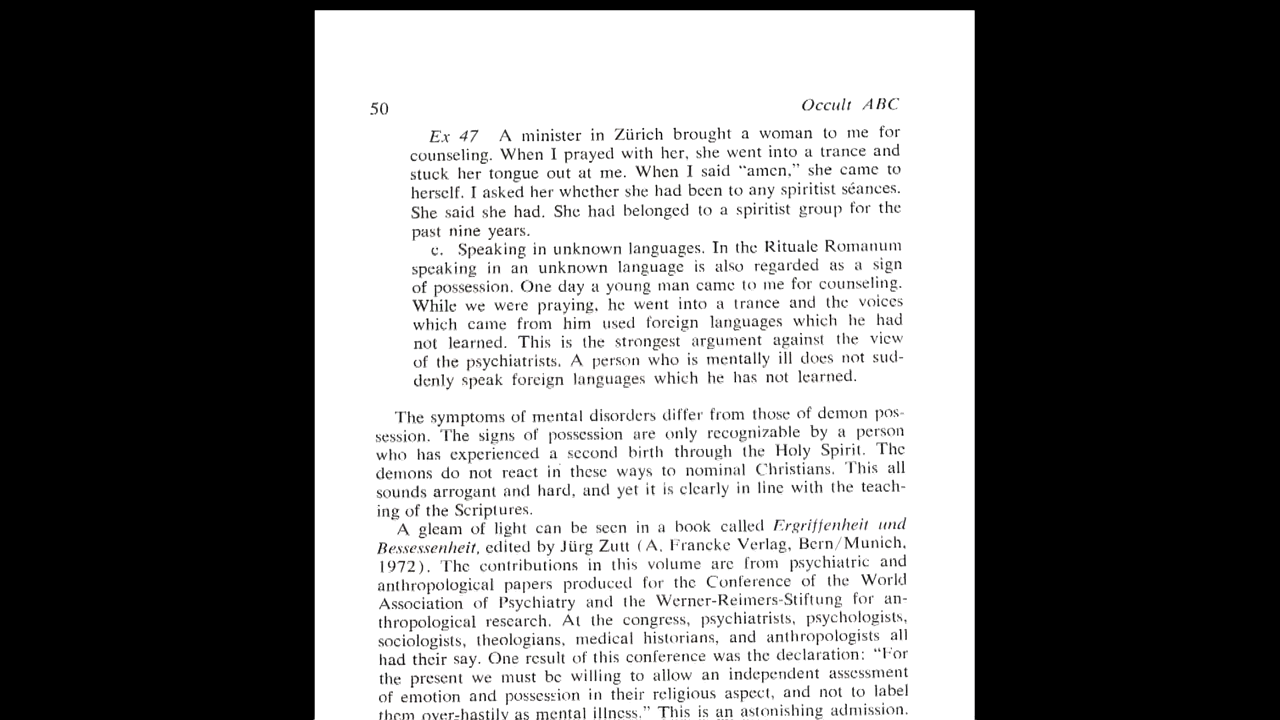 50 Occult ABC
Ex 47 A minister in Zürich brought a woman to me for
counseling. When I prayed with her, she went into a trance and
stuck her tongue out at me. When I said “amen,” she came to
herself. I asked her whether she had been to any spiritist séances.
She said she had. She had belonged to a spiritist group for the
past nine years.
c. Speaking in unknown languages. In the Rituale Romanum
speaking in an unknown language is also regarded as a sign
of possession. One day a young man came to me for counseling.
While we were praying, he went into a trance and the voices
which came from him used foreign languages which he had
not learned. This is the strongest argument against the view
of the psychiatrists. A person who is mentally ill does not sud-
denly speak foreign languages which he has not learned.
The symptoms of mental disorders differ from those of demon pos-
session. The signs of possession are only recognizable by a person
who has experienced a second birth through the Holy Spirit. The
demons do not react in these ways to nominal Christians. This all
sounds arrogant and hard, and yet it is clearly in line with the teach-
ing of the Scriptures.
A gleam of light can be seen in a book called Ergriffenheit und
Bessessenheit, edited by Jürg Zutt (A. Francke Verlag, Bern/Munich,
1972). The contributions in this volume are from psychiatric and
anthropological papers produced for the Conference of the World
Association of Psychiatry and the Werner-Reimers-Stiftung for an-
thropological research. At the congress, psychiatrists, psychologists,
sociologists, theologians, medical historians, and anthropologists all
had their say. One result of this conference was the declaration: “For
the present we must be willing to allow an independent assessment
of emotion and possession in their religious aspect, and not to label
them over-hastily as mental illness.” This is an astonishing admission.